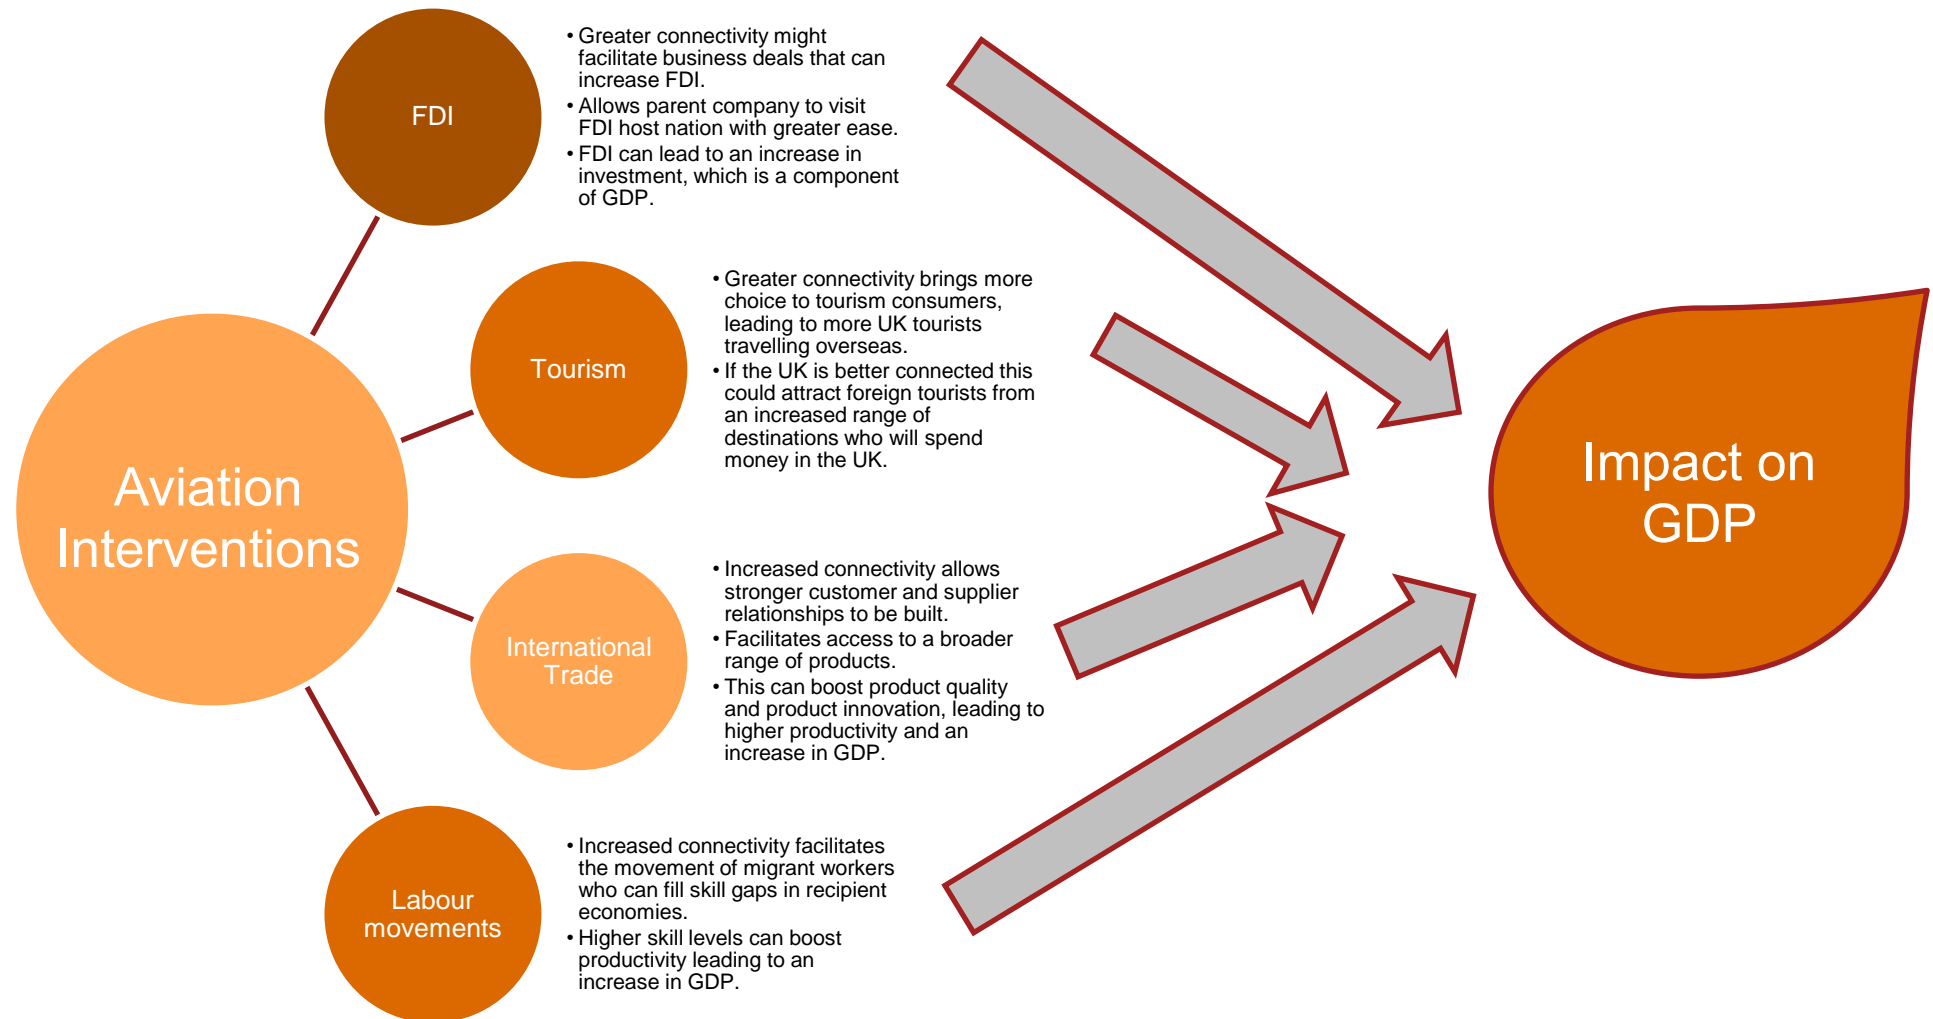 FDI
• Greater connectivity might
facilitate business deals that can
increase FDI.
• Allows parent company to visit
FDI host nation with greater ease.
• FDI can lead to an increase in
investment, which is a component
of GDP.
Tourism
• Greater connectivity brings more
choice to tourism consumers,
leading to more UK tourists
travelling overseas.
• If the UK is better connected this
could attract foreign tourists from
an increased range of
destinations who will spend
money in the UK.
Aviation
Interventions
Impact on
GDP
International
Trade
• Increased connectivity allows
stronger customer and supplier
relationships to be built.
• Facilitates access to a broader
range of products.
• This can boost product quality
and product innovation, leading to
higher productivity and an
increase in GDP.
Labour
movements
• Increased connectivity facilitates
the movement of migrant workers
who can fill skill gaps in recipient
economies.
• Higher skill levels can boost
productivity leading to an
increase in GDP.